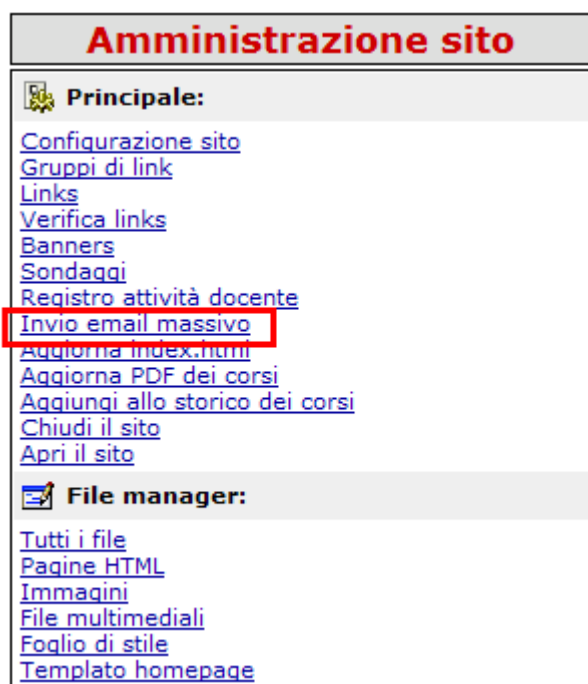 Amministrazione sito
Principale:
Configurazione sito
Gruppi di link
Links
Verifica links
Banners
Sondaggi
Registro attività docente
Invio email massivo
Aggiorna index.html
Aggiorna PDF dei corsi
Aggiungi allo storico dei corsi
Chiudi il sito
Apri il sito
File manager:
Tutti i file
Pagine HTML
Immagini
File multimediali
Foglio di stile
Templato homepage